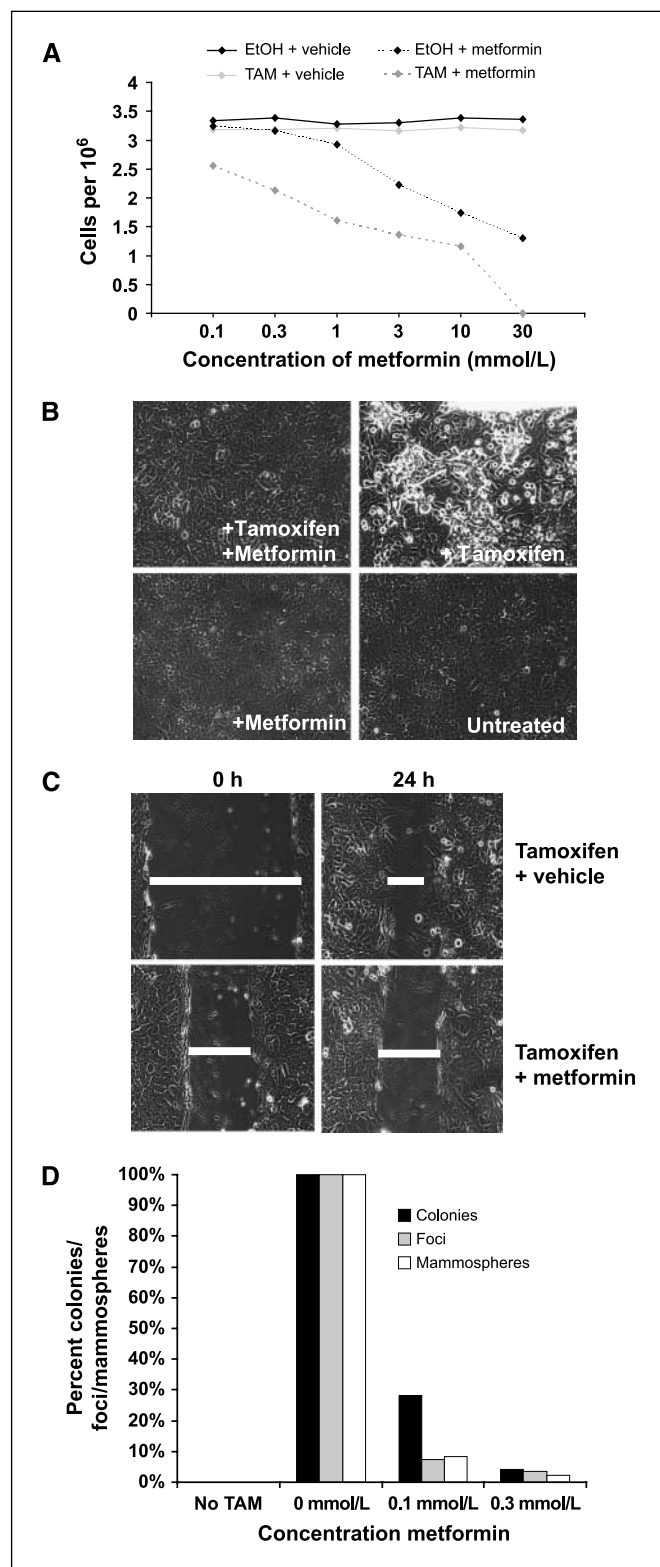 A
EtOH + vehicle
EtOH + metformin
TAM + vehicle
TAM + metformin
4
3.5
3
2.5
2
1.5
1
0.5
0
Cells per 10^6
0.1 0.3 1 3 10 30
Concentration of metformin (mmol/L)
B
+Tamoxifen
+Metformin
+ Tamoxifen
+Metformin
Untreated
C
0 h 24 h
Tamoxifen
+ vehicle
Tamoxifen
+ metformin
D
100%
90%
80%
70%
60%
50%
40%
30%
20%
10%
0%
Percent colonies/
foci/mammospheres
Colonies
Foci
Mammospheres
No TAM 0 mmol/L 0.1 mmol/L 0.3 mmol/L
Concentration metformin